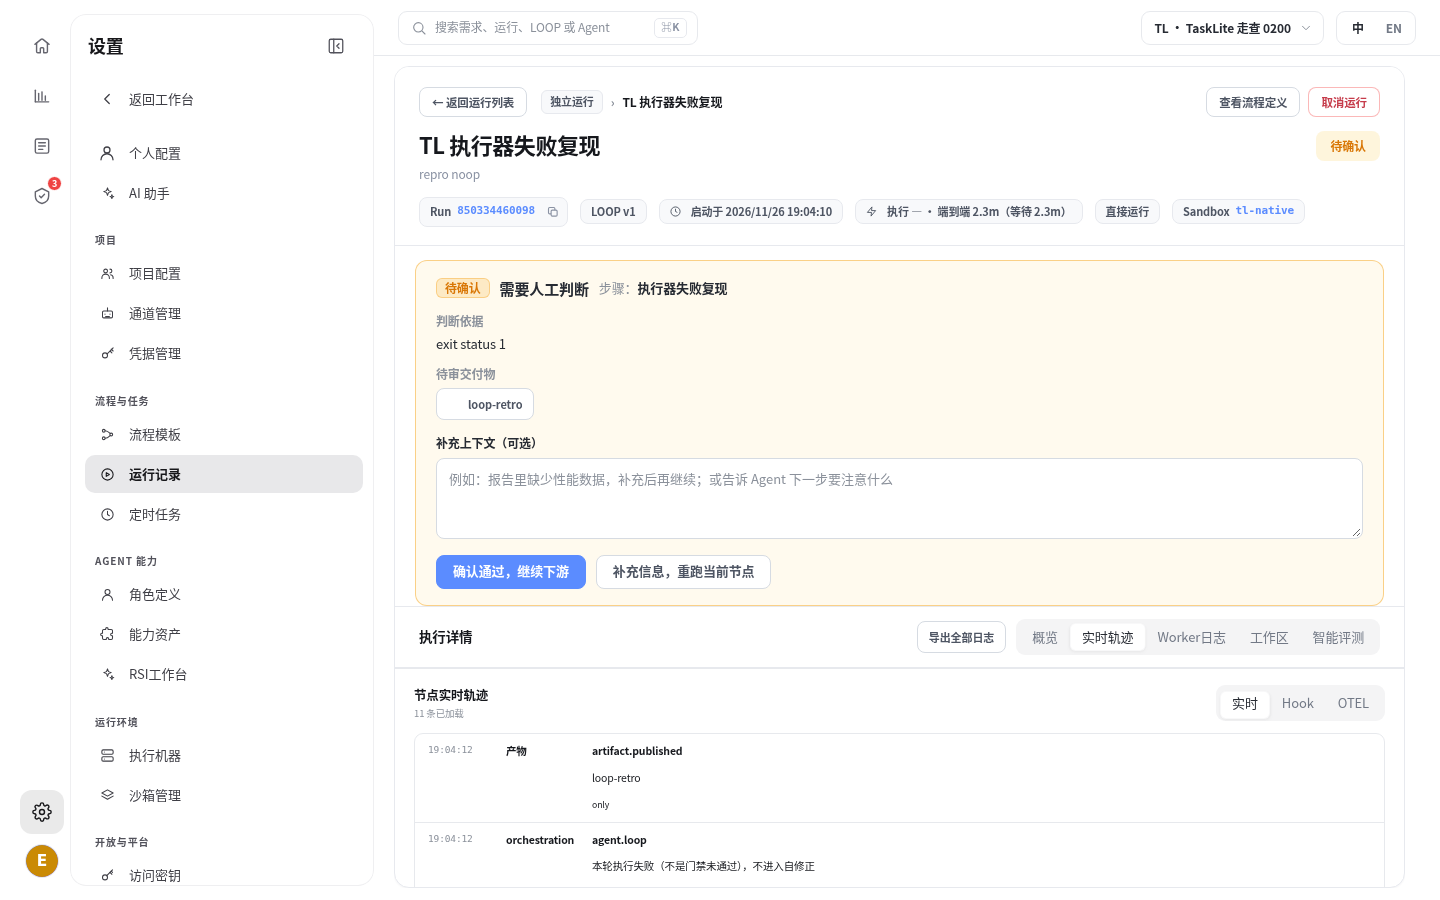 搜索需求、运行、LOOP 或 Agent
⌘K
TL · TaskLite 走查 0200
中
EN
设置
返回工作台
个人配置
AI 助手
项目
项目配置
通道管理
凭据管理
流程与任务
流程模板
运行记录
定时任务
AGENT 能力
角色定义
能力资产
RSI工作台
运行环境
执行机器
沙箱管理
开放与平台
访问密钥
3
E
← 返回运行列表
独立运行
› TL 执行器失败复现
查看流程定义
取消运行
TL 执行器失败复现
待确认
repro noop
Run 850334460098
LOOP v1
启动于 2026/11/26 19:04:10
执行 — · 端到端 2.3m（等待 2.3m）
直接运行
Sandbox tl-native
待确认 需要人工判断 步骤：执行器失败复现
判断依据
exit status 1
待审交付物
loop-retro
补充上下文（可选）
例如：报告里缺少性能数据，补充后再继续；或告诉 Agent 下一步要注意什么
确认通过，继续下游
补充信息，重跑当前节点
执行详情
导出全部日志
概览
实时轨迹
Worker日志
工作区
智能评测
节点实时轨迹
11 条已加载
实时
Hook
OTEL
19:04:12 产物 artifact.published
loop-retro
only
19:04:12 orchestration agent.loop
本轮执行失败（不是门禁未通过），不进入自修正